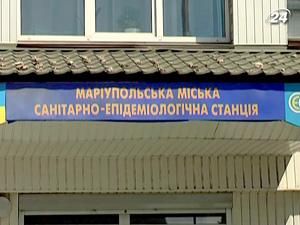 24
МАРІУПОЛЬСЬКА МІСЬКА
САНІТАРНО-ЕПІДЕМІОЛОГІЧНА СТАНЦІЯ